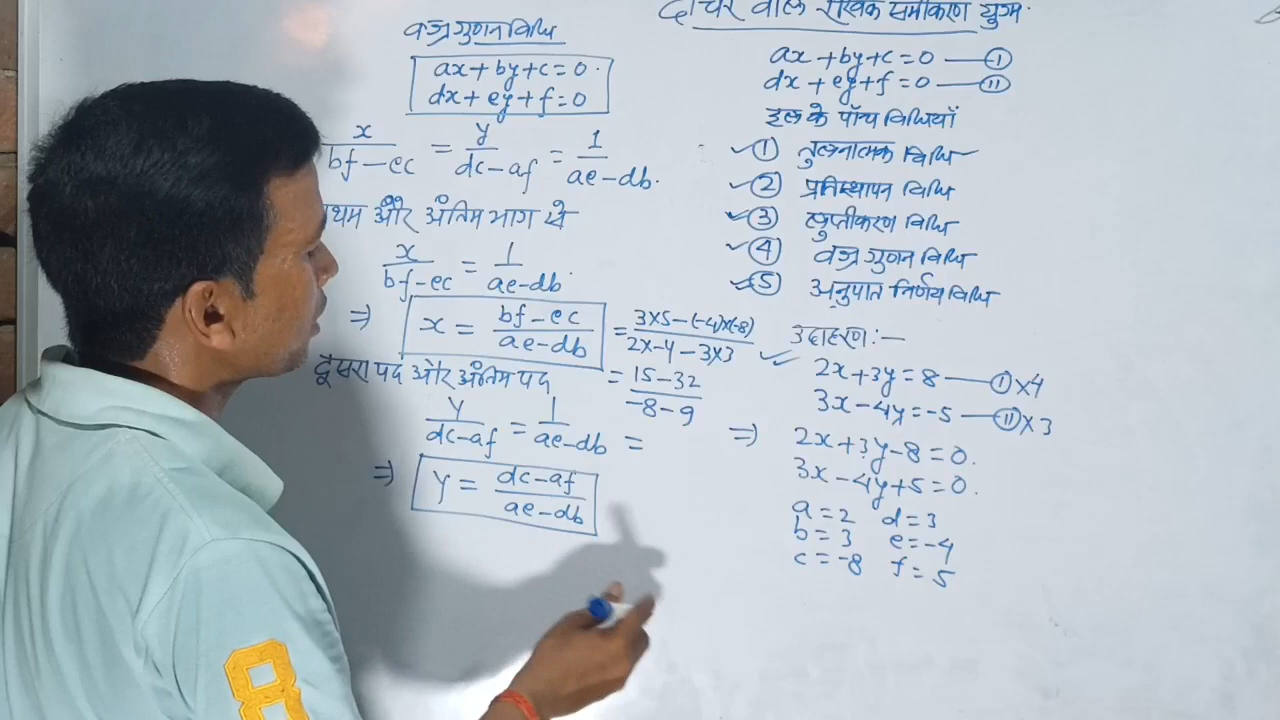 दो चर वाले रैखिक समीकरण युग्म
ax+by+c=0 — I
dx+ey+f=0 — II
हल के पाँच विधियाँ
✓ ① तुलनात्मक विधि
✓ ② प्रतिस्थापन विधि
✓ ③ लुप्तीकरण विधि
✓ ④ वज्र गुणन विधि
✓ ⑤ अनुपात निर्णय विधि
उदाहरण:—
2x+3y=8 — I ×4
3x-4y=-5 — II ×3
⇒ 2x+3y-8=0.
3x-4y+5=0.
a=2 d=3
b=3 e=-4
c=-8 f=5
वज्र गुणन विधि
ax+by+c=0.
dx+ey+f=0
x/(bf-ec) = y/(dc-af) = 1/(ae-db).
थम और अंतिम भाग से
x/(bf-ec) = 1/(ae-db).
⇒ x = (bf-ec)/(ae-db) = (3×5-(-4)×(-8))/(2×-4-3×3) ✓
= (15-32)/(-8-9)
दूसरा पद और अंतिम पद
y/(dc-af) = 1/(ae-db) =
⇒ y = (dc-af)/(ae-db)
8